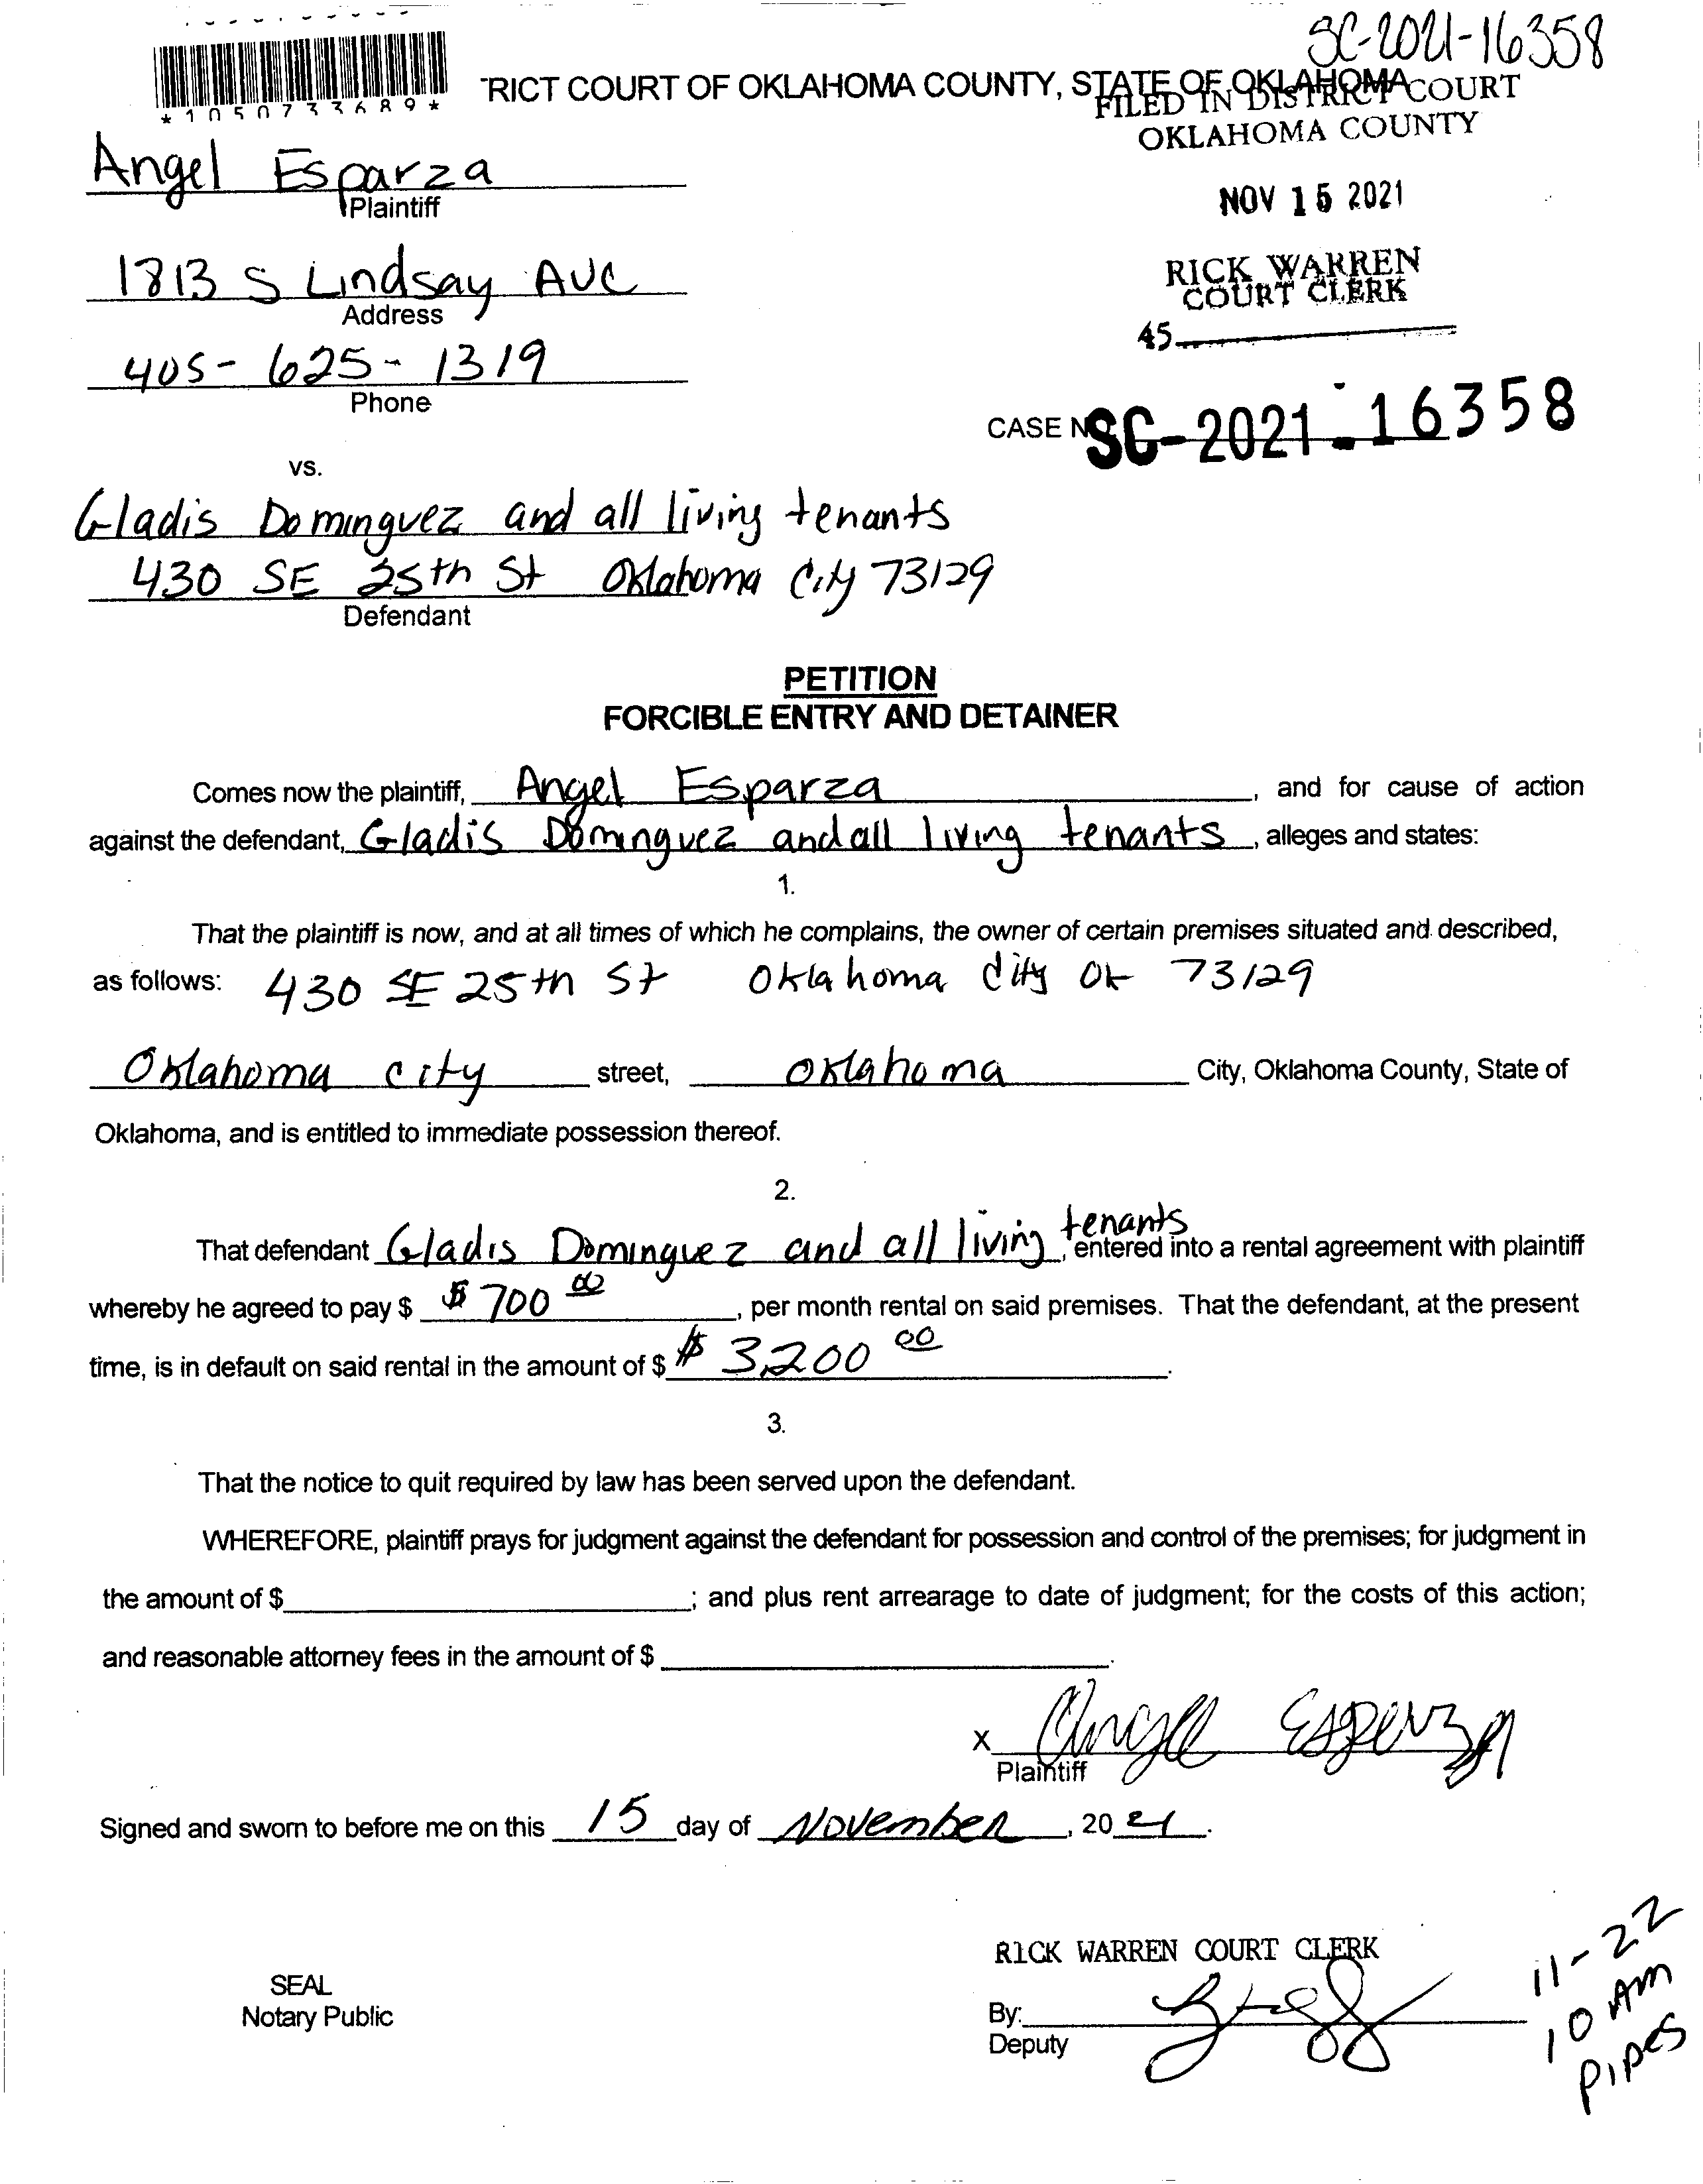 SC-2021-16358
*1050733689*
TRICT COURT OF OKLAHOMA COUNTY, STATE OF OKLAHOMA
FILED IN DISTRICT COURT
OKLAHOMA COUNTY
Angel Esparza
Plaintiff
NOV 15 2021
1813 S Lindsay Ave
Address
RICK WARREN
COURT CLERK
45
405-625-1319
Phone
CASE NO. SC-2021-16358
vs.
Gladis Dominguez and all living tenants
430 SE 25th St Oklahoma City 73129
Defendant
PETITION
FORCIBLE ENTRY AND DETAINER
Comes now the plaintiff, Angel Esparza, and for cause of action
against the defendant, Gladis Dominguez and all living tenants, alleges and states:
1.
That the plaintiff is now, and at all times of which he complains, the owner of certain premises situated and described,
as follows: 430 SE 25th St Oklahoma City Ok 73129
Oklahoma city street, Oklahoma City, Oklahoma County, State of
Oklahoma, and is entitled to immediate possession thereof.
2.
That defendant Gladis Dominguez and all living tenants, entered into a rental agreement with plaintiff
whereby he agreed to pay $ $700 00, per month rental on said premises. That the defendant, at the present
time, is in default on said rental in the amount of $ $3,200 00.
3.
That the notice to quit required by law has been served upon the defendant.
WHEREFORE, plaintiff prays for judgment against the defendant for possession and control of the premises; for judgment in
the amount of $; and plus rent arrearage to date of judgment; for the costs of this action;
and reasonable attorney fees in the amount of $.
X Angel Esparza
Plaintiff
Signed and sworn to before me on this 15 day of November, 2021.
RICK WARREN COURT CLERK
SEAL
Notary Public
By:
Deputy
11-22
10 AM
Pipes